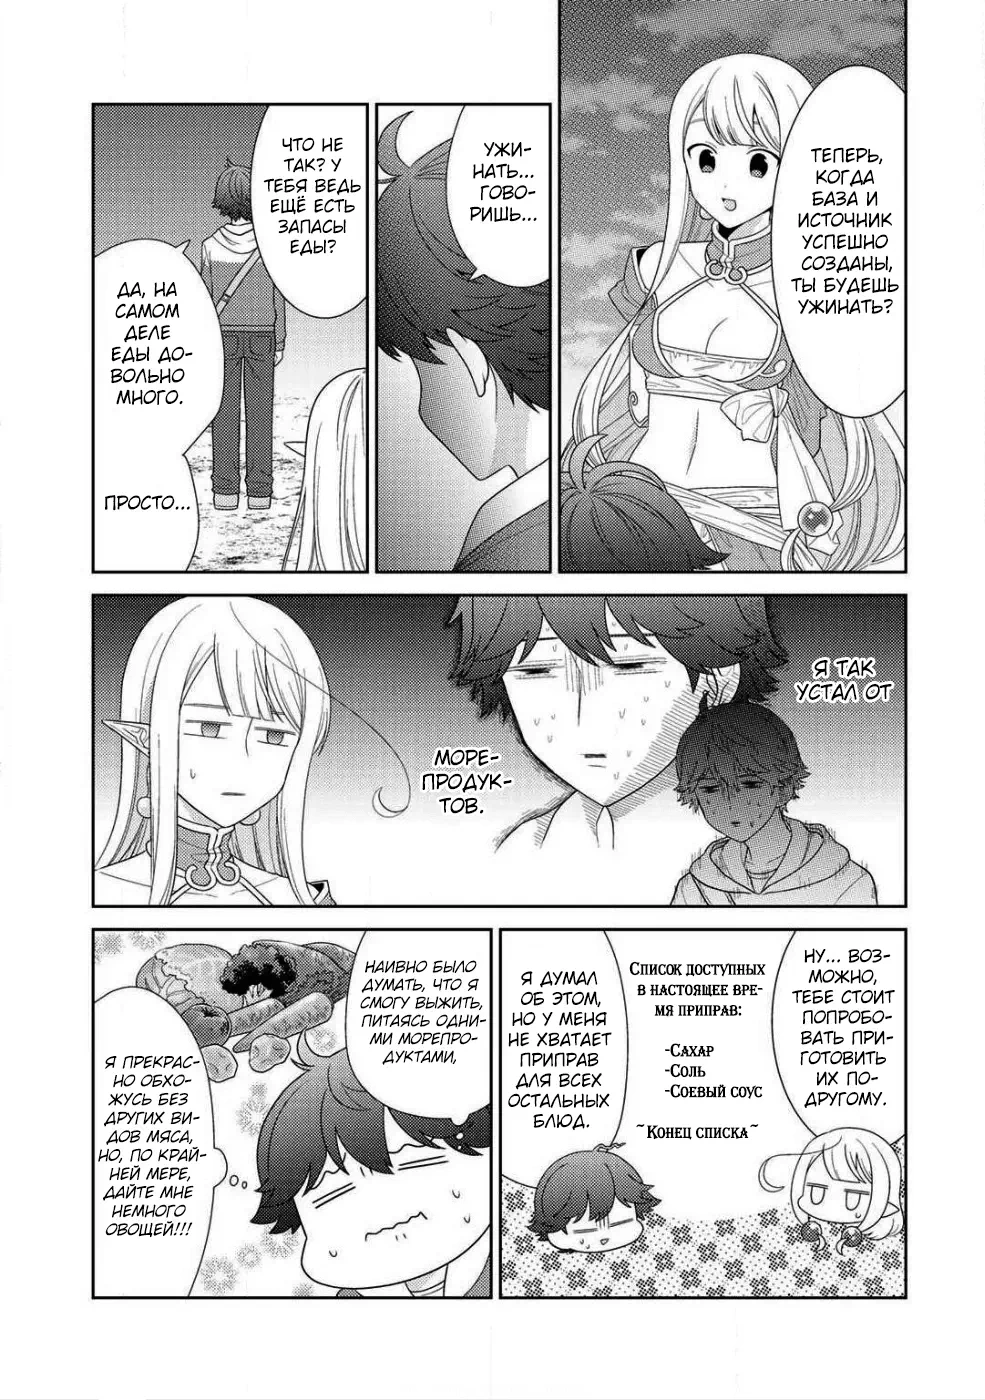 ТЕПЕРЬ,
КОГДА
БАЗА И
ИСТОЧНИК
УСПЕШНО
СОЗДАНЫ,
ТЫ БУДЕШЬ
УЖИНАТЬ?
УЖИ-
НАТЬ...
ГОВО-
РИШЬ...
ЧТО НЕ
ТАК? У
ТЕБЯ ВЕДЬ
ЕЩЁ ЕСТЬ
ЗАПАСЫ
ЕДЫ?
ДА, НА
САМОМ
ДЕЛЕ
ЕДЫ ДО-
ВОЛЬНО
МНОГО.
ПРОСТО...
Я ТАК
УСТАЛ ОТ
МОРЕ-
ПРОДУК-
ТОВ.
НУ... ВОЗ-
МОЖНО,
ТЕБЕ СТОИТ
ПОПРОБО-
ВАТЬ ПРИ-
ГОТОВИТЬ
ИХ ПО-
ДРУГОМУ.
Список доступных
в настоящее вре-
мя приправ:
-Сахар
-Соль
-Соевый соус
~Конец списка~
Я ДУМАЛ
ОБ ЭТОМ,
НО У МЕНЯ
НЕ ХВАТАЕТ
ПРИПРАВ
ДЛЯ ВСЕХ
ОСТАЛЬНЫХ
БЛЮД.
НАИВНО БЫЛО
ДУМАТЬ, ЧТО Я
СМОГУ ВЫЖИТЬ,
ПИТАЯСЬ ОДНИ-
МИ МОРЕПРО-
ДУКТАМИ,
Я ПРЕКРАС-
НО ОБХО-
ЖУСЬ БЕЗ
ДРУГИХ ВИ-
ДОВ МЯСА,
НО, ПО КРАЙ-
НЕЙ МЕРЕ,
ДАЙТЕ МНЕ
НЕМНОГО
ОВОЩЕЙ!!!